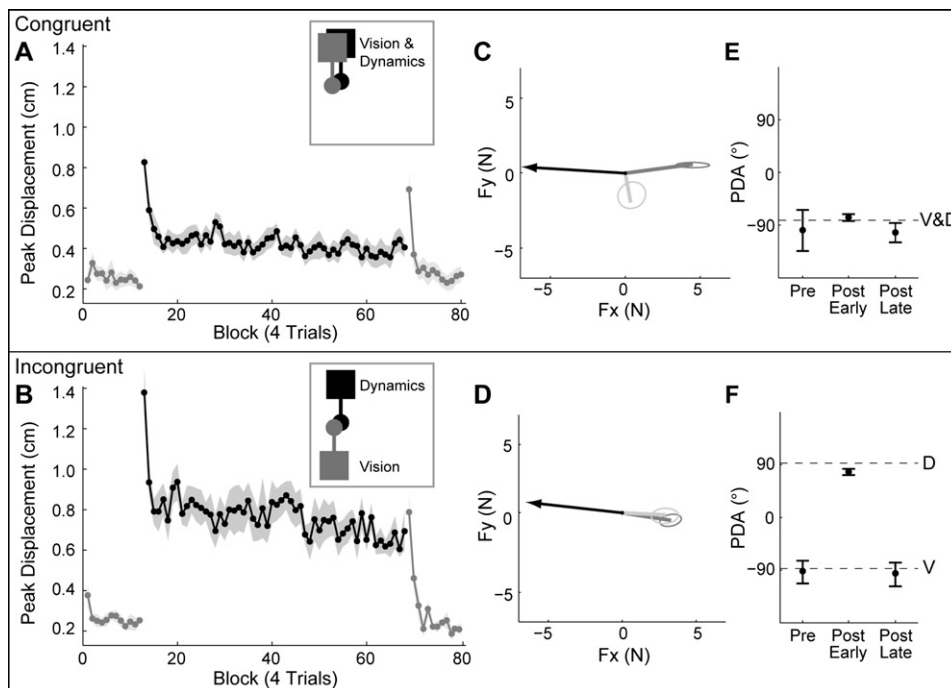 Congruent
A
1.4
1.2
1.0
0.8
0.6
0.4
0.2
Peak Displacement (cm)
0 20 40 60 80
Block (4 Trials)
Vision &
Dynamics
C
5
0
-5
Fy (N)
-5 0 5
Fx (N)
E
90
0
-90
PDA (°)
V&D
Pre Post Post
Early Late
Incongruent
B
1.4
1.2
1.0
0.8
0.6
0.4
0.2
Peak Displacement (cm)
0 20 40 60 80
Block (4 Trials)
Dynamics
Vision
D
5
0
-5
Fy (N)
-5 0 5
Fx (N)
F
90
0
-90
PDA (°)
D
V
Pre Post Post
Early Late